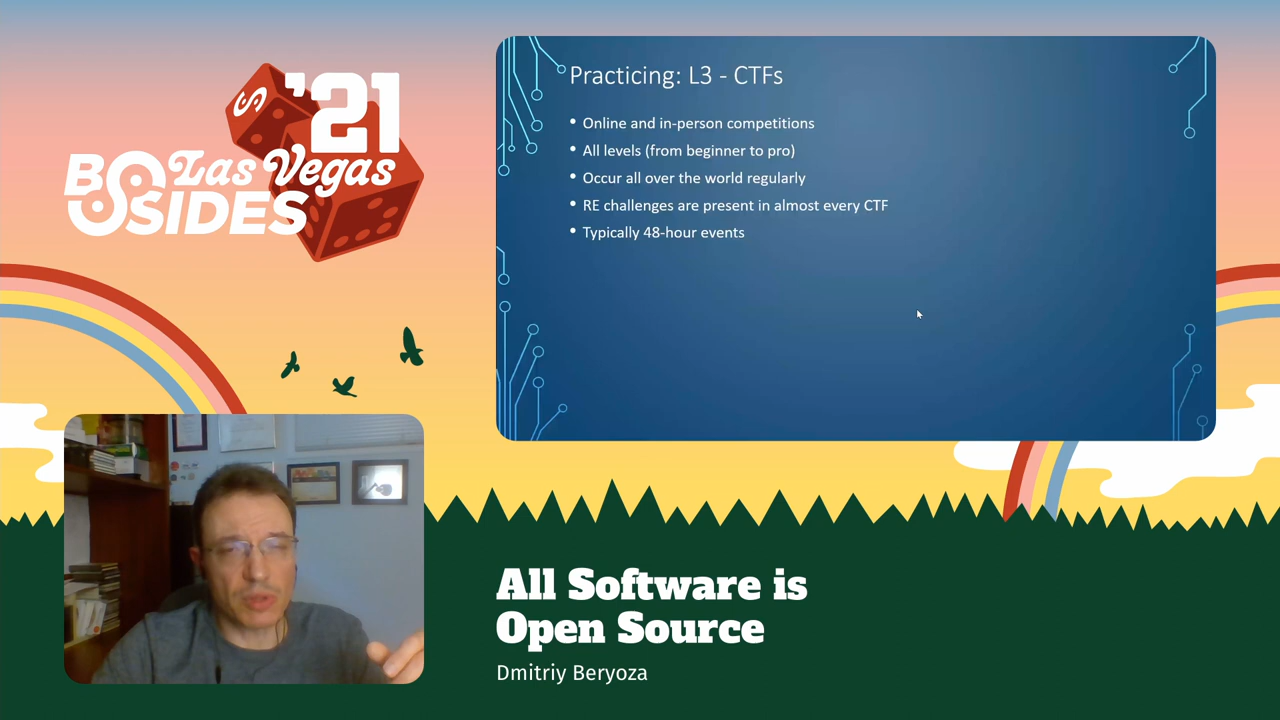 '21
BSIDES
Las Vegas
Practicing: L3 - CTFs
• Online and in-person competitions
• All levels (from beginner to pro)
• Occur all over the world regularly
• RE challenges are present in almost every CTF
• Typically 48-hour events
All Software is
Open Source
Dmitriy Beryoza